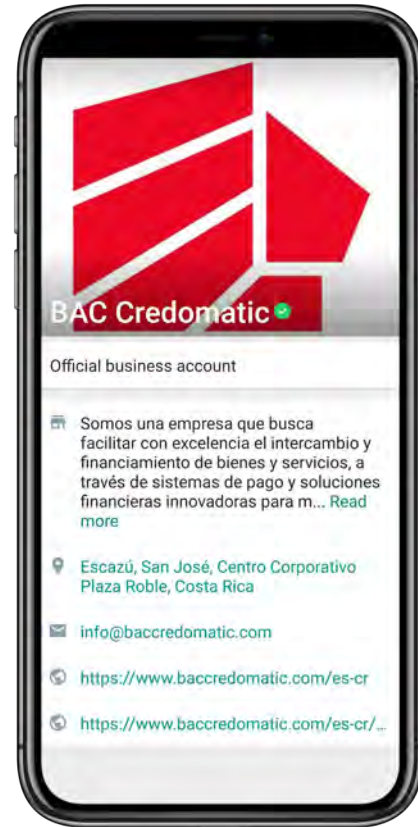 BAC Credomatic
Official business account
Somos una empresa que busca
facilitar con excelencia el intercambio y
financiamiento de bienes y servicios, a
través de sistemas de pago y soluciones
financieras innovadoras para m... Read
more
Escazú, San José, Centro Corporativo
Plaza Roble, Costa Rica
info@baccredomatic.com
https://www.baccredomatic.com/es-cr
https://www.baccredomatic.com/es-cr/...